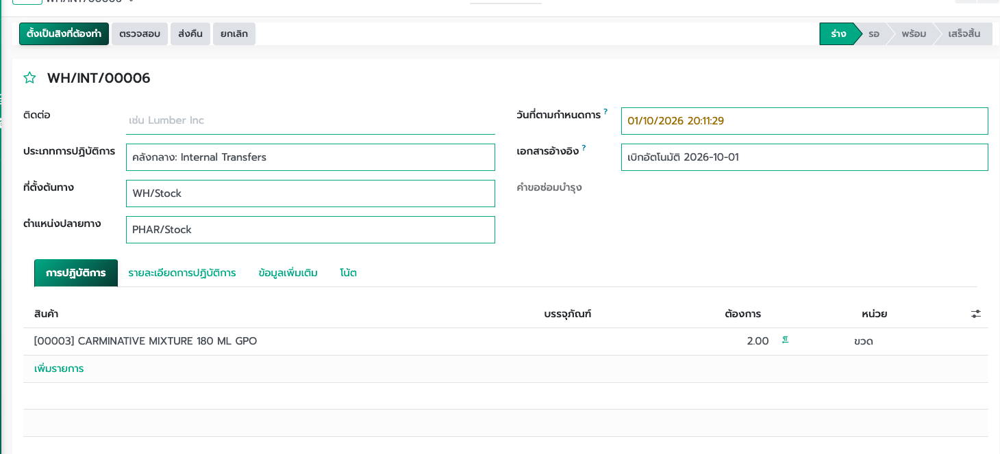 WH/INT/00006
ตั้งเป็นสิ่งที่ต้องทำ ตรวจสอบ ส่งคืน ยกเลิก ร่าง รอ พร้อม เสร็จสิ้น
WH/INT/00006
ติดต่อ เช่น Lumber Inc วันที่ตามกำหนดการ ? 01/10/2026 20:11:29
ประเภทการปฏิบัติการ คลังกลาง: Internal Transfers เอกสารอ้างอิง ? เบิกอัตโนมัติ 2026-10-01
ที่ตั้งต้นทาง WH/Stock คำขอซ่อมบำรุง
ตำแหน่งปลายทาง PHAR/Stock
การปฏิบัติการ รายละเอียดการปฏิบัติการ ข้อมูลเพิ่มเติม โน้ต
สินค้า บรรจุภัณฑ์ ต้องการ หน่วย
[00003] CARMINATIVE MIXTURE 180 ML GPO 2.00 ขวด
เพิ่มรายการ